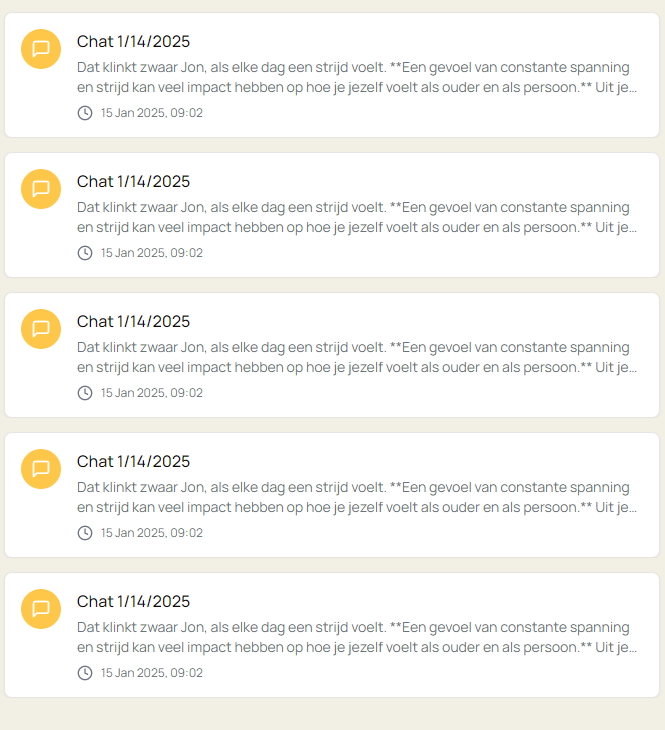 Chat 1/14/2025
Dat klinkt zwaar Jon, als elke dag een strijd voelt. **Een gevoel van constante spanning
en strijd kan veel impact hebben op hoe je jezelf voelt als ouder en als persoon.** Uit je...
15 Jan 2025, 09:02
Chat 1/14/2025
Dat klinkt zwaar Jon, als elke dag een strijd voelt. **Een gevoel van constante spanning
en strijd kan veel impact hebben op hoe je jezelf voelt als ouder en als persoon.** Uit je...
15 Jan 2025, 09:02
Chat 1/14/2025
Dat klinkt zwaar Jon, als elke dag een strijd voelt. **Een gevoel van constante spanning
en strijd kan veel impact hebben op hoe je jezelf voelt als ouder en als persoon.** Uit je...
15 Jan 2025, 09:02
Chat 1/14/2025
Dat klinkt zwaar Jon, als elke dag een strijd voelt. **Een gevoel van constante spanning
en strijd kan veel impact hebben op hoe je jezelf voelt als ouder en als persoon.** Uit je...
15 Jan 2025, 09:02
Chat 1/14/2025
Dat klinkt zwaar Jon, als elke dag een strijd voelt. **Een gevoel van constante spanning
en strijd kan veel impact hebben op hoe je jezelf voelt als ouder en als persoon.** Uit je...
15 Jan 2025, 09:02